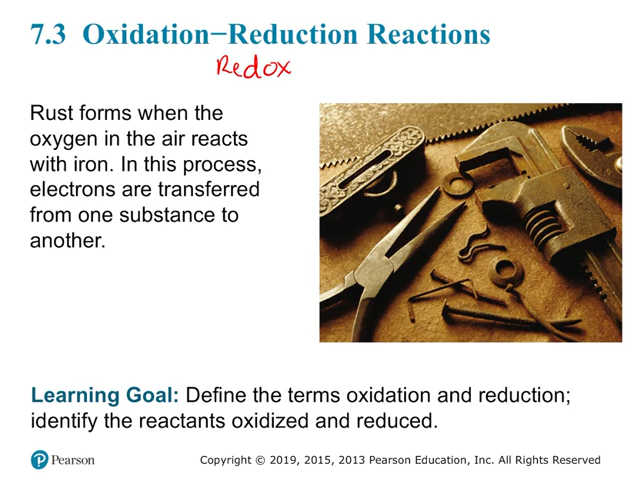 7.3 Oxidation−Reduction Reactions
Redox
Rust forms when the
oxygen in the air reacts
with iron. In this process,
electrons are transferred
from one substance to
another.
Learning Goal: Define the terms oxidation and reduction;
identify the reactants oxidized and reduced.
Pearson
Copyright © 2019, 2015, 2013 Pearson Education, Inc. All Rights Reserved